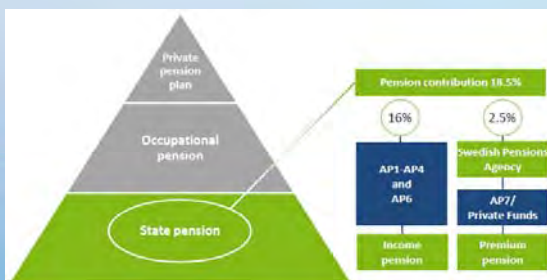 Private
pension
plan
Occupational
pension
State pension
Pension contribution 18.5%
16%
2.5%
AP1-AP4
and
AP6
Income
pension
Swedish Pensions
Agency
AP7/
Private Funds
Premium
pension